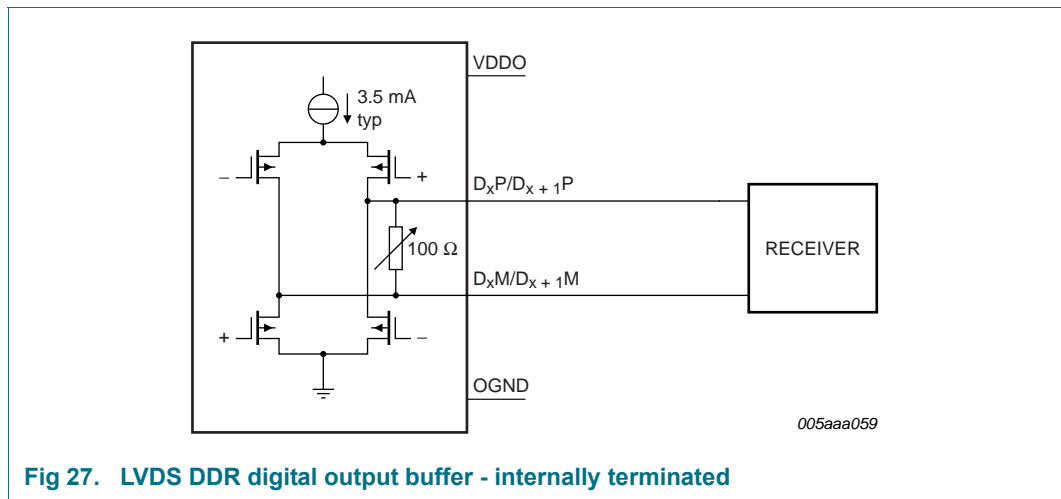 VDDO
3.5 mA
typ
–
+
DxP/Dx + 1P
100 Ω
RECEIVER
DxM/Dx + 1M
+
–
OGND
005aaa059
Fig 27. LVDS DDR digital output buffer - internally terminated